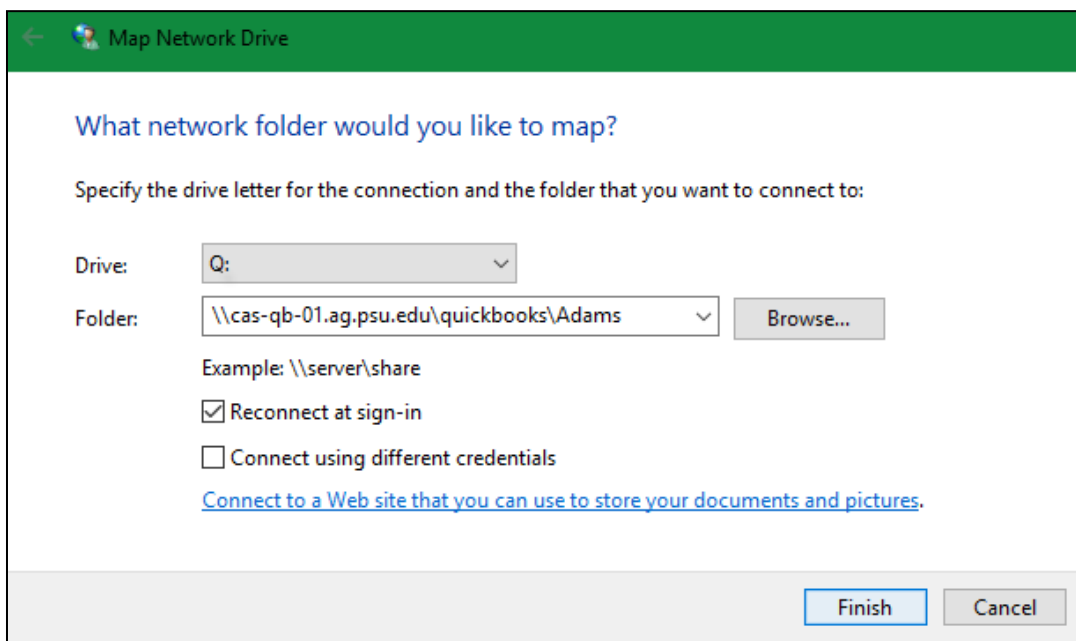 Map Network Drive
What network folder would you like to map?
Specify the drive letter for the connection and the folder that you want to connect to:
Drive: Q:
Folder: \\cas-qb-01.ag.psu.edu\quickbooks\Adams Browse...
Example: \\server\share
Reconnect at sign-in
Connect using different credentials
Connect to a Web site that you can use to store your documents and pictures.
Finish Cancel